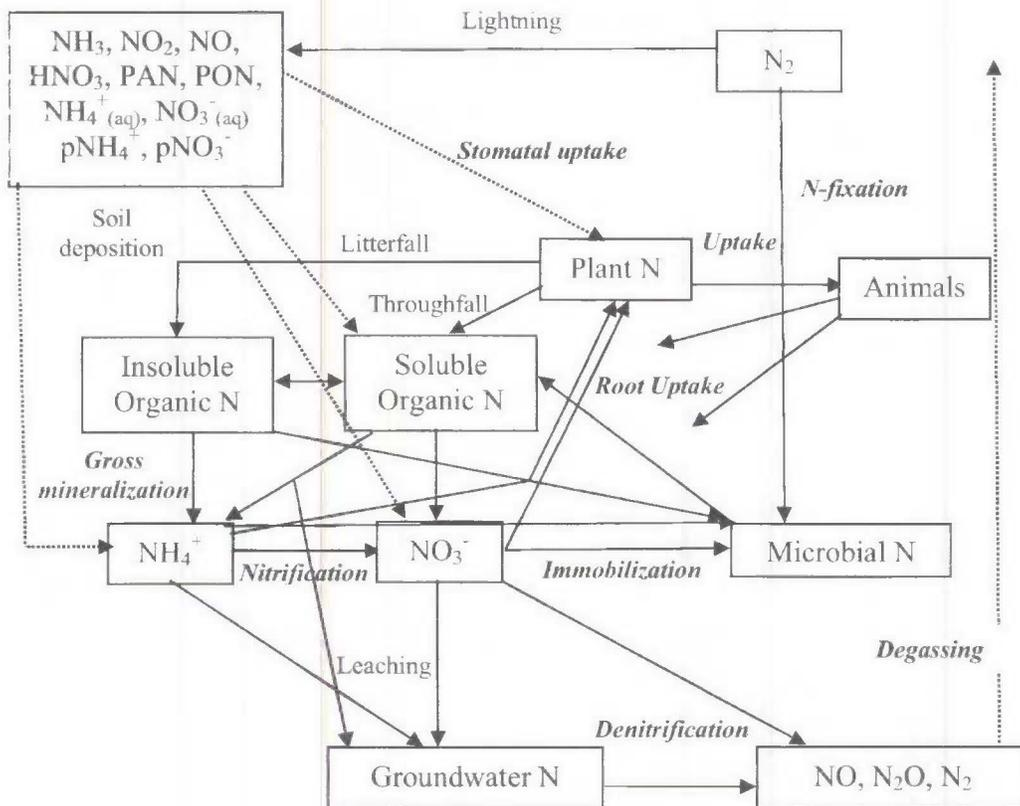 Lightning
NH₃, NO₂, NO,
HNO₃, PAN, PON,
NH₄⁺ (aq), NO₃⁻ (aq)
pNH₄⁺, pNO₃⁻
N₂
Stomatal uptake
N-fixation
Soil
deposition
Litterfall
Plant N
Uptake
Animals
Throughfall
Insoluble
Organic N
Soluble
Organic N
Root Uptake
Gross
mineralization
NH₄⁺
Nitrification
NO₃⁻
Immobilization
Microbial N
Leaching
Degassing
Denitrification
Groundwater N
NO, N₂O, N₂